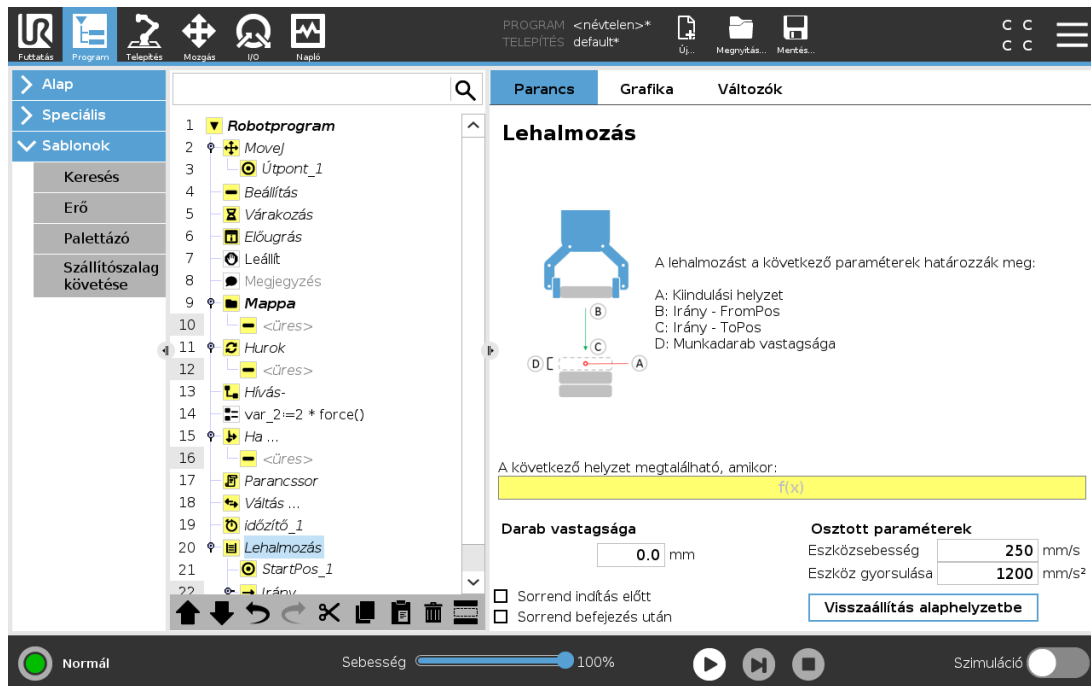 PROGRAM <névtelen>*
TELEPÍTÉS default*
C C
C C
Futtatás Program Telepítés Mozgás I/O Napló
Új... Megnyitás... Mentés...
Alap
Speciális
Sablonok
Keresés
Erő
Palettázó
Szállítószalag
követése
1 Robotprogram
2 MoveJ
3 Útpont_1
4 Beállítás
5 Várakozás
6 Előugrás
7 Leállít
8 Megjegyzés
9 Mappa
10 <üres>
11 Hurok
12 <üres>
13 Hívás-
14 var_2:=2 * force()
15 Ha ...
16 <üres>
17 Parancssor
18 Váltás ...
19 időzítő_1
20 Lehalmozás
21 StartPos_1
22 Irány
Parancs Grafika Változók
Lehalmozás
B
C
D
A
A lehalmozást a következő paraméterek határozzák meg:
A: Kiindulási helyzet
B: Irány - FromPos
C: Irány - ToPos
D: Munkadarab vastagsága
A következő helyzet megtalálható, amikor:
f(x)
Darab vastagsága
0.0 mm
Sorrend indítás előtt
Sorrend befejezés után
Osztott paraméterek
Eszközsebesség 250 mm/s
Eszköz gyorsulása 1200 mm/s²
Visszaállítás alaphelyzetbe
Normál
Sebesség 100%
Szimuláció